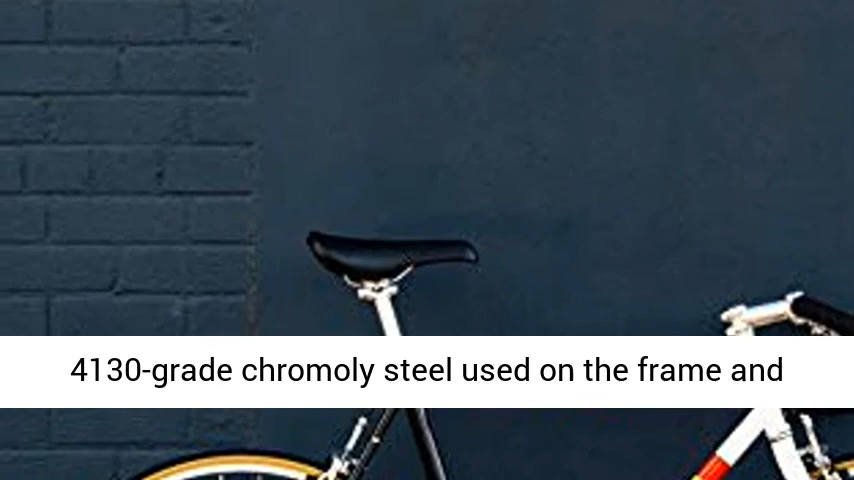 4130-grade chromoly steel used on the frame and